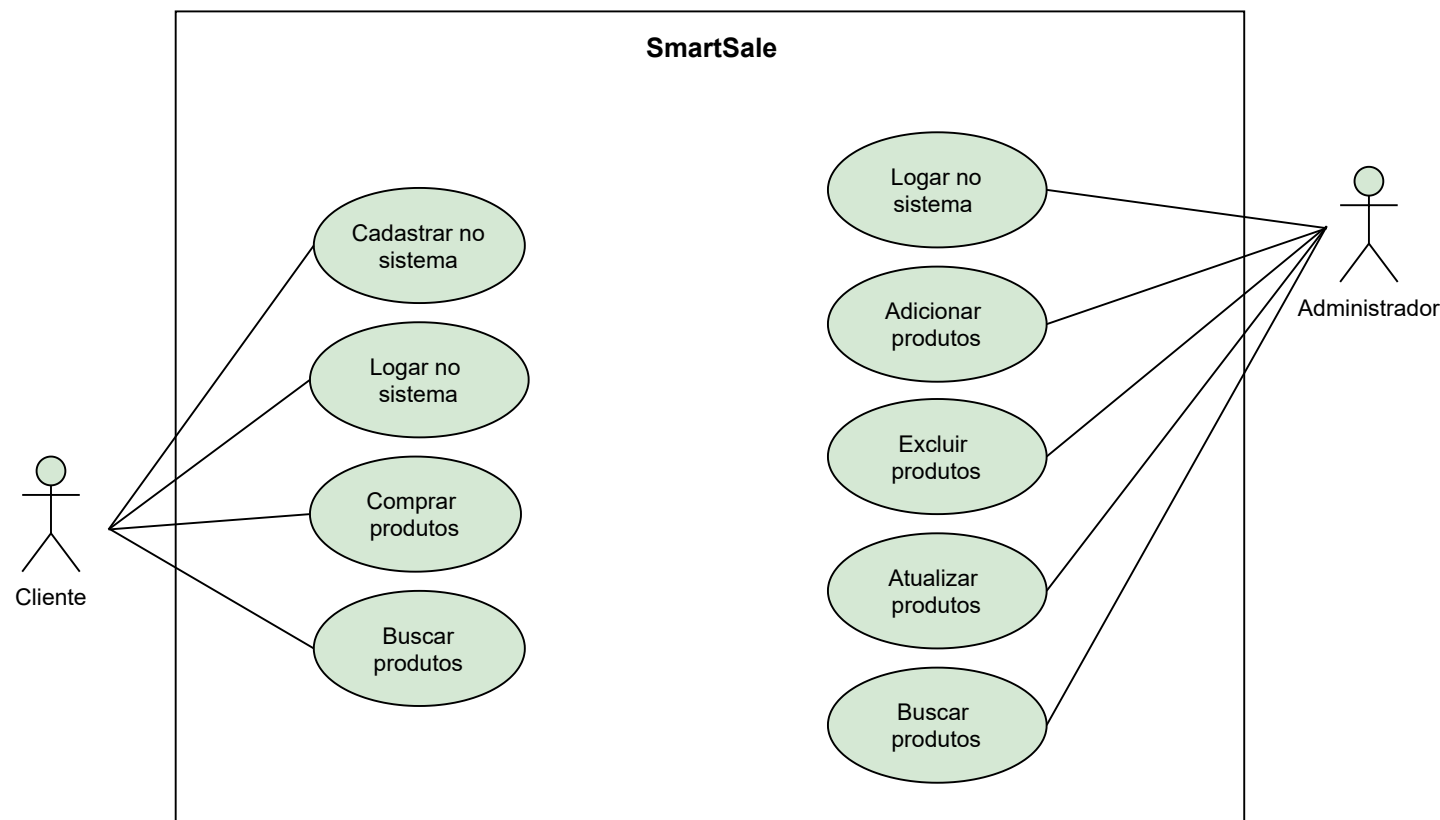 SmartSale
Cadastrar no
sistema
Logar no
sistema
Comprar
produtos
Buscar
produtos
Cliente
Logar no
sistema
Adicionar
produtos
Excluir
produtos
Atualizar
produtos
Buscar
produtos
Administrador